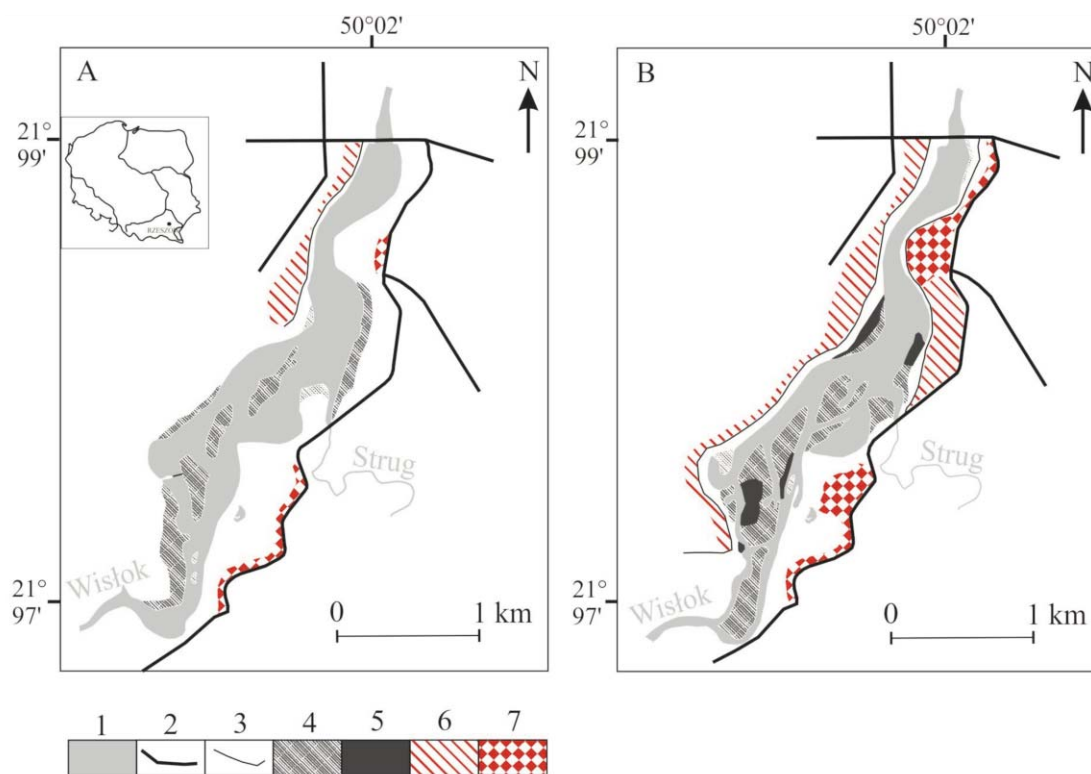 50°02'
50°02'
A
N
B
N
21°
99'
21°
99'
RZESZÓW
Strug
Strug
Wisłok
Wisłok
21°
97'
21°
97'
0 1 km
0 1 km
1 2 3 4 5 6 7